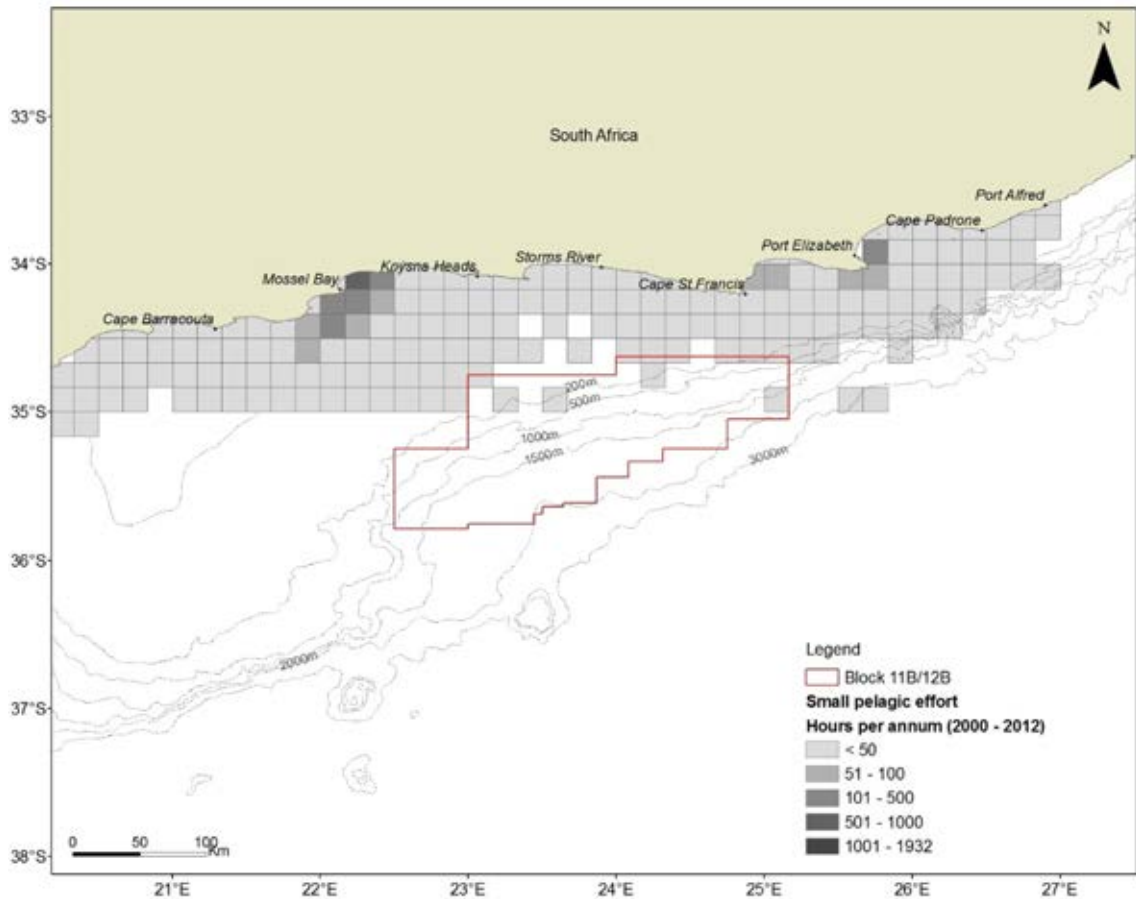 N
33°S
South Africa
Port Alfred
Cape Padrone
Port Elizabeth
34°S
Storms River
Koysna Heads
Mossel Bay
Cape St Francis
Cape Barracouta
200m
500m
35°S
1000m
1500m
3000m
36°S
2000m
Legend
Block 11B/12B
Small pelagic effort
37°S
Hours per annum (2000 - 2012)
< 50
51 - 100
101 - 500
501 - 1000
1001 - 1932
0 50 100
Km
38°S
21°E 22°E 23°E 24°E 25°E 26°E 27°E